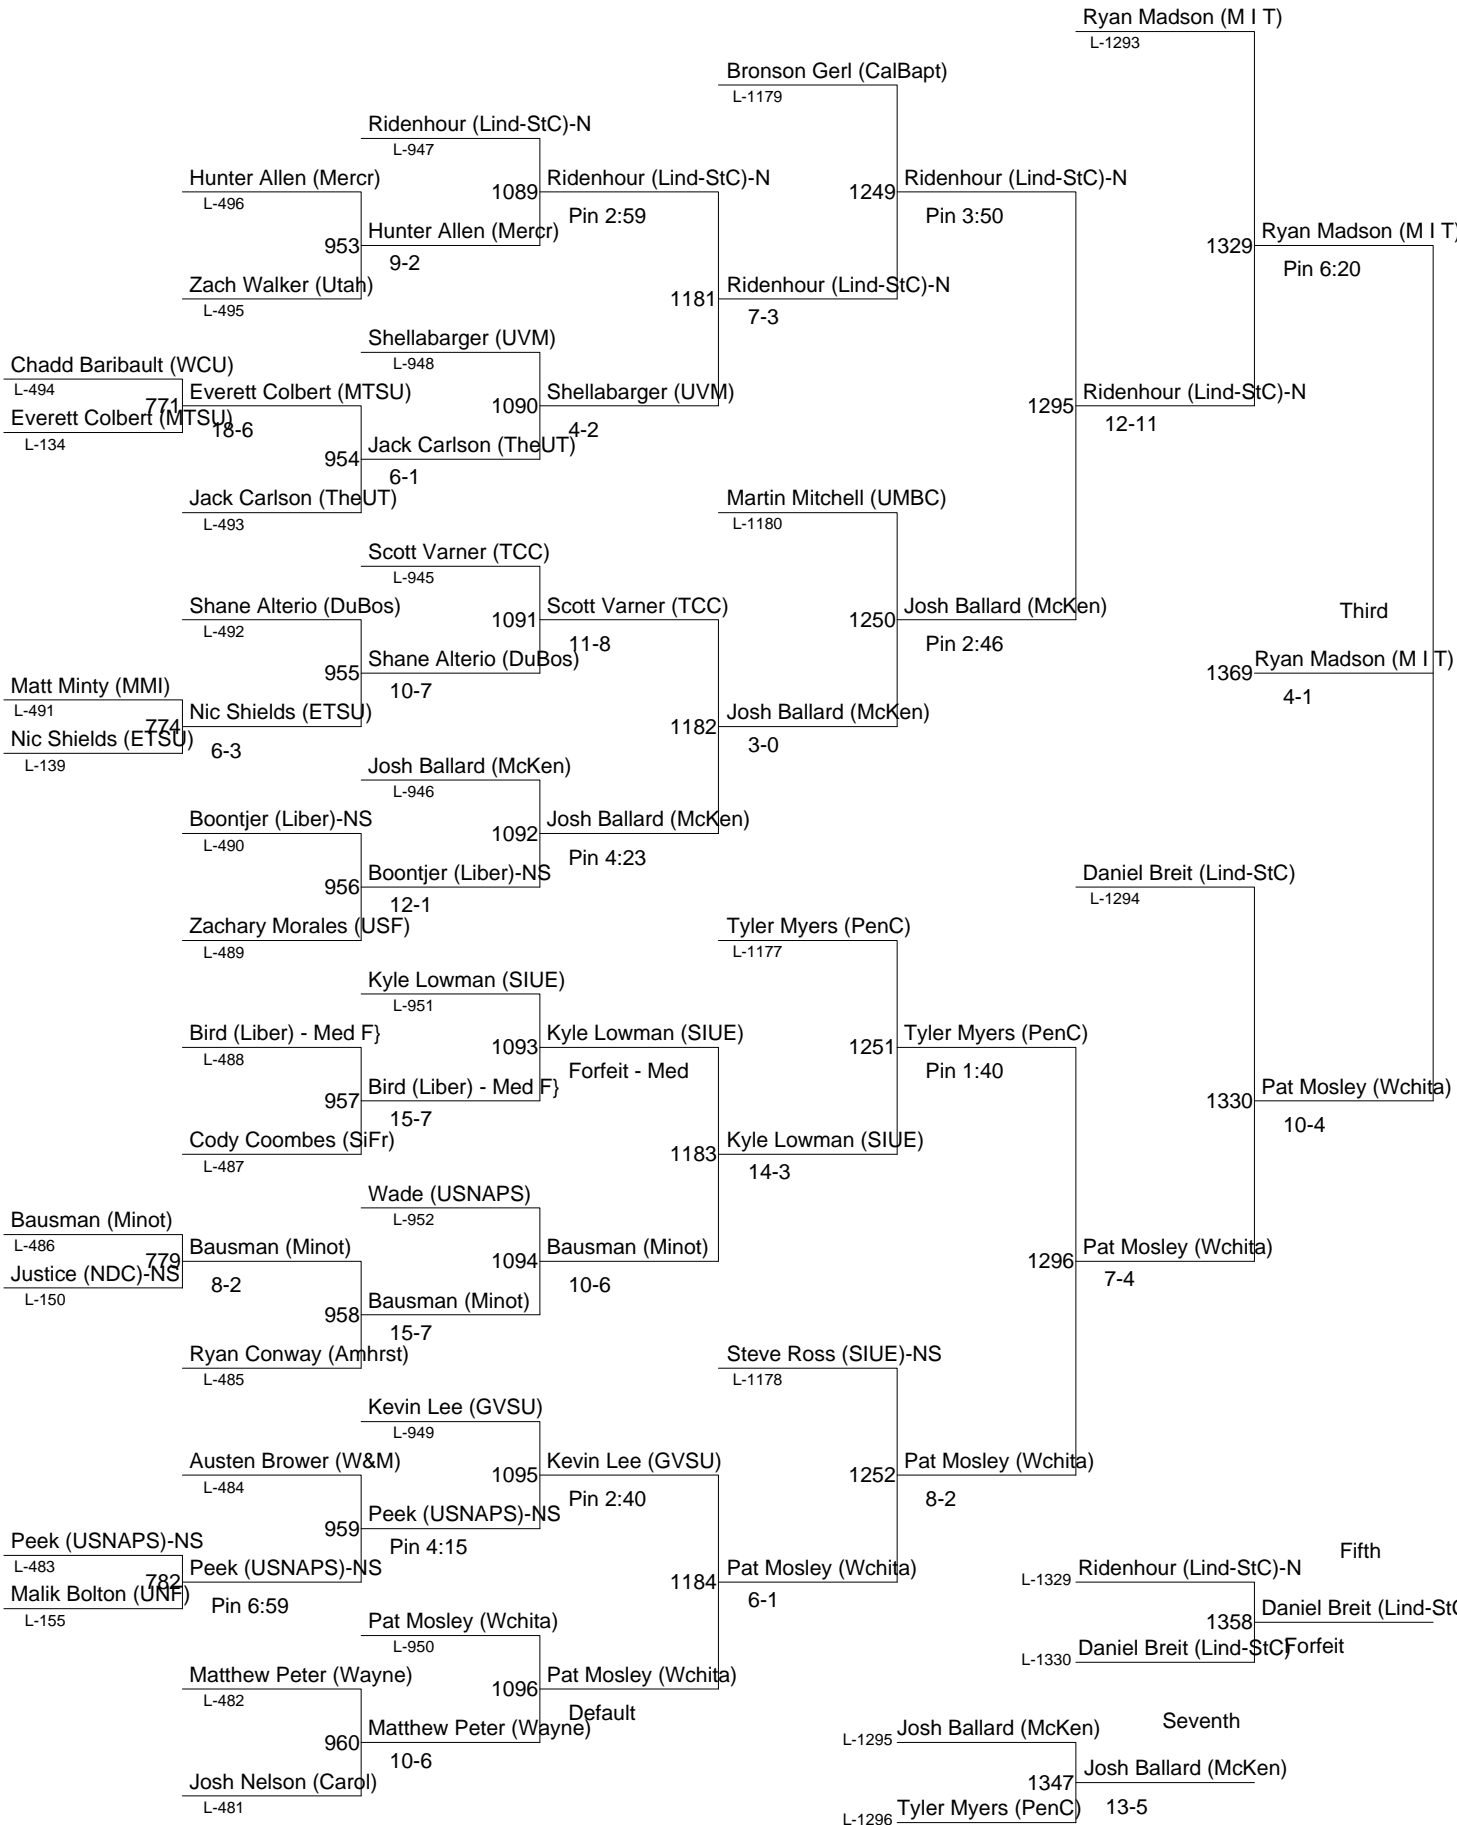 Ryan Madson (M I T)
L-1293
Bronson Gerl (CalBapt)
L-1179
Ridenhour (Lind-StC)-N
L-947
Hunter Allen (Mercr)
L-496
1089
Ridenhour (Lind-StC)-N
Pin 2:59
1249
Ridenhour (Lind-StC)-N
Pin 3:50
953
Hunter Allen (Mercr)
9-2
1329
Ryan Madson (M I T)
Pin 6:20
Zach Walker (Utah)
L-495
1181
Ridenhour (Lind-StC)-N
7-3
Shellabarger (UVM)
L-948
Chadd Baribault (WCU)
L-494
771
Everett Colbert (MTSU)
18-6
1090
Shellabarger (UVM)
4-2
1295
Ridenhour (Lind-StC)-N
12-11
Everett Colbert (MTSU)
L-134
954
Jack Carlson (TheUT)
6-1
Jack Carlson (TheUT)
L-493
Martin Mitchell (UMBC)
L-1180
Scott Varner (TCC)
L-945
Shane Alterio (DuBos)
L-492
1091
Scott Varner (TCC)
11-8
1250
Josh Ballard (McKen)
Pin 2:46
Third
955
Shane Alterio (DuBos)
10-7
1369
Ryan Madson (M I T)
4-1
Matt Minty (MMI)
L-491
774
Nic Shields (ETSU)
6-3
1182
Josh Ballard (McKen)
3-0
Nic Shields (ETSU)
L-139
Josh Ballard (McKen)
L-946
Boontjer (Liber)-NS
L-490
1092
Josh Ballard (McKen)
Pin 4:23
956
Boontjer (Liber)-NS
12-1
Daniel Breit (Lind-StC)
L-1294
Zachary Morales (USF)
L-489
Tyler Myers (PenC)
L-1177
Kyle Lowman (SIUE)
L-951
Bird (Liber) - Med F}
L-488
1093
Kyle Lowman (SIUE)
Forfeit - Med
1251
Tyler Myers (PenC)
Pin 1:40
957
Bird (Liber) - Med F}
15-7
1330
Pat Mosley (Wchita)
10-4
Cody Coombes (SiFr)
L-487
1183
Kyle Lowman (SIUE)
14-3
Wade (USNAPS)
L-952
Bausman (Minot)
L-486
779
Bausman (Minot)
8-2
1094
Bausman (Minot)
10-6
1296
Pat Mosley (Wchita)
7-4
Justice (NDC)-NS
L-150
958
Bausman (Minot)
15-7
Ryan Conway (Amhrst)
L-485
Steve Ross (SIUE)-NS
L-1178
Kevin Lee (GVSU)
L-949
Austen Brower (W&M)
L-484
1095
Kevin Lee (GVSU)
Pin 2:40
1252
Pat Mosley (Wchita)
8-2
959
Peek (USNAPS)-NS
Pin 4:15
Peek (USNAPS)-NS
L-483
782
Peek (USNAPS)-NS
Pin 6:59
1184
Pat Mosley (Wchita)
6-1
Malik Bolton (UNF)
L-155
Fifth
L-1329
Ridenhour (Lind-StC)-N
1358
Daniel Breit (Lind-StC
Forfeit
L-1330
Daniel Breit (Lind-StC)
Pat Mosley (Wchita)
L-950
Matthew Peter (Wayne)
L-482
1096
Pat Mosley (Wchita)
Default
960
Matthew Peter (Wayne)
10-6
Josh Nelson (Carol)
L-481
Seventh
L-1295
Josh Ballard (McKen)
1347
Josh Ballard (McKen)
13-5
L-1296
Tyler Myers (PenC)